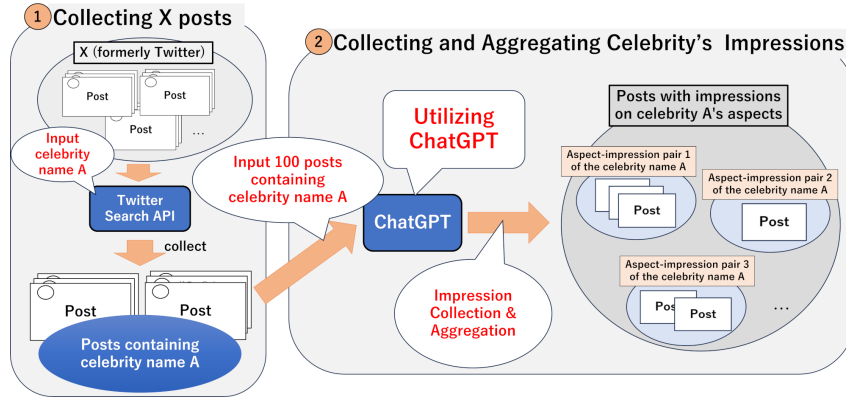 1 Collecting X posts
X (formerly Twitter)
Post
Post
Post
...
Input
celebrity
name A
Twitter
Search API
collect
Post
Post
Posts containing
celebrity name A
2 Collecting and Aggregating Celebrity's Impressions
Input 100 posts
containing
celebrity name A
Utilizing
ChatGPT
ChatGPT
Impression
Collection &
Aggregation
Posts with impressions
on celebrity A's aspects
Aspect-impression pair 1
of the celebrity name A
Post
Aspect-impression pair 2
of the celebrity name A
Post
Aspect-impression pair 3
of the celebrity name A
Post
Post
...